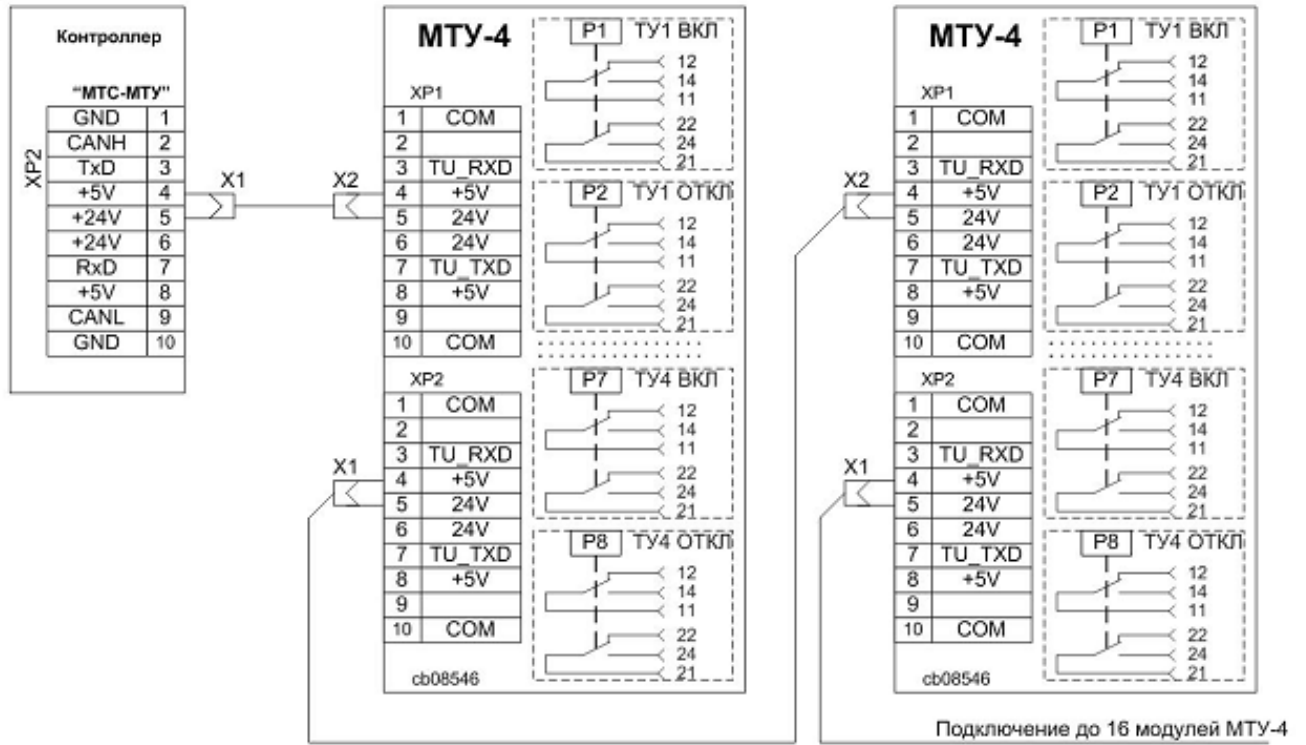 Контроллер
"МТС-МТУ"
XP2
GND 1
CANH 2
TxD 3
+5V 4
+24V 5
+24V 6
RxD 7
+5V 8
CANL 9
GND 10
X1
X2
МТУ-4
XP1
1 COM
2
3 TU_RXD
4 +5V
5 24V
6 24V
7 TU_TXD
8 +5V
9
10 COM
XP2
1 COM
2
3 TU_RXD
4 +5V
5 24V
6 24V
7 TU_TXD
8 +5V
9
10 COM
X1
cb08546
P1 ТУ1 ВКЛ
12
14
11
22
24
21
P2 ТУ1 ОТКЛ
12
14
11
22
24
21
P7 ТУ4 ВКЛ
12
14
11
22
24
21
P8 ТУ4 ОТКЛ
12
14
11
22
24
21
X2
МТУ-4
XP1
1 COM
2
3 TU_RXD
4 +5V
5 24V
6 24V
7 TU_TXD
8 +5V
9
10 COM
XP2
1 COM
2
3 TU_RXD
4 +5V
5 24V
6 24V
7 TU_TXD
8 +5V
9
10 COM
X1
cb08546
P1 ТУ1 ВКЛ
12
14
11
22
24
21
P2 ТУ1 ОТКЛ
12
14
11
22
24
21
P7 ТУ4 ВКЛ
12
14
11
22
24
21
P8 ТУ4 ОТКЛ
12
14
11
22
24
21
Подключение до 16 модулей МТУ-4